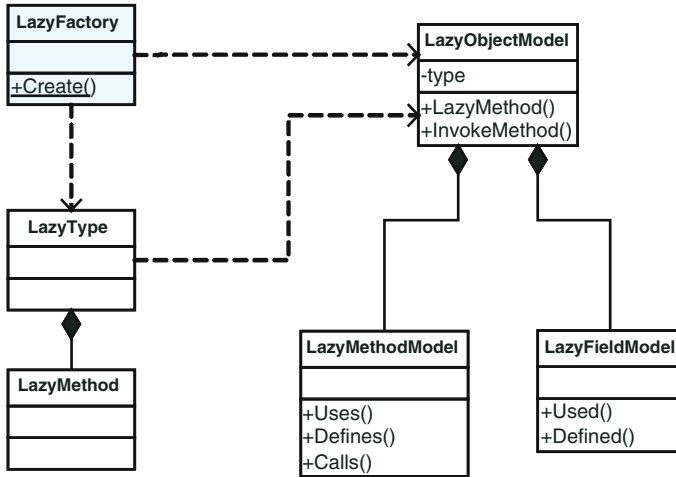 LazyFactory
+Create()
LazyObjectModel
-type
+LazyMethod()
+InvokeMethod()
LazyType
LazyMethod
LazyMethodModel
+Uses()
+Defines()
+Calls()
LazyFieldModel
+Used()
+Defined()